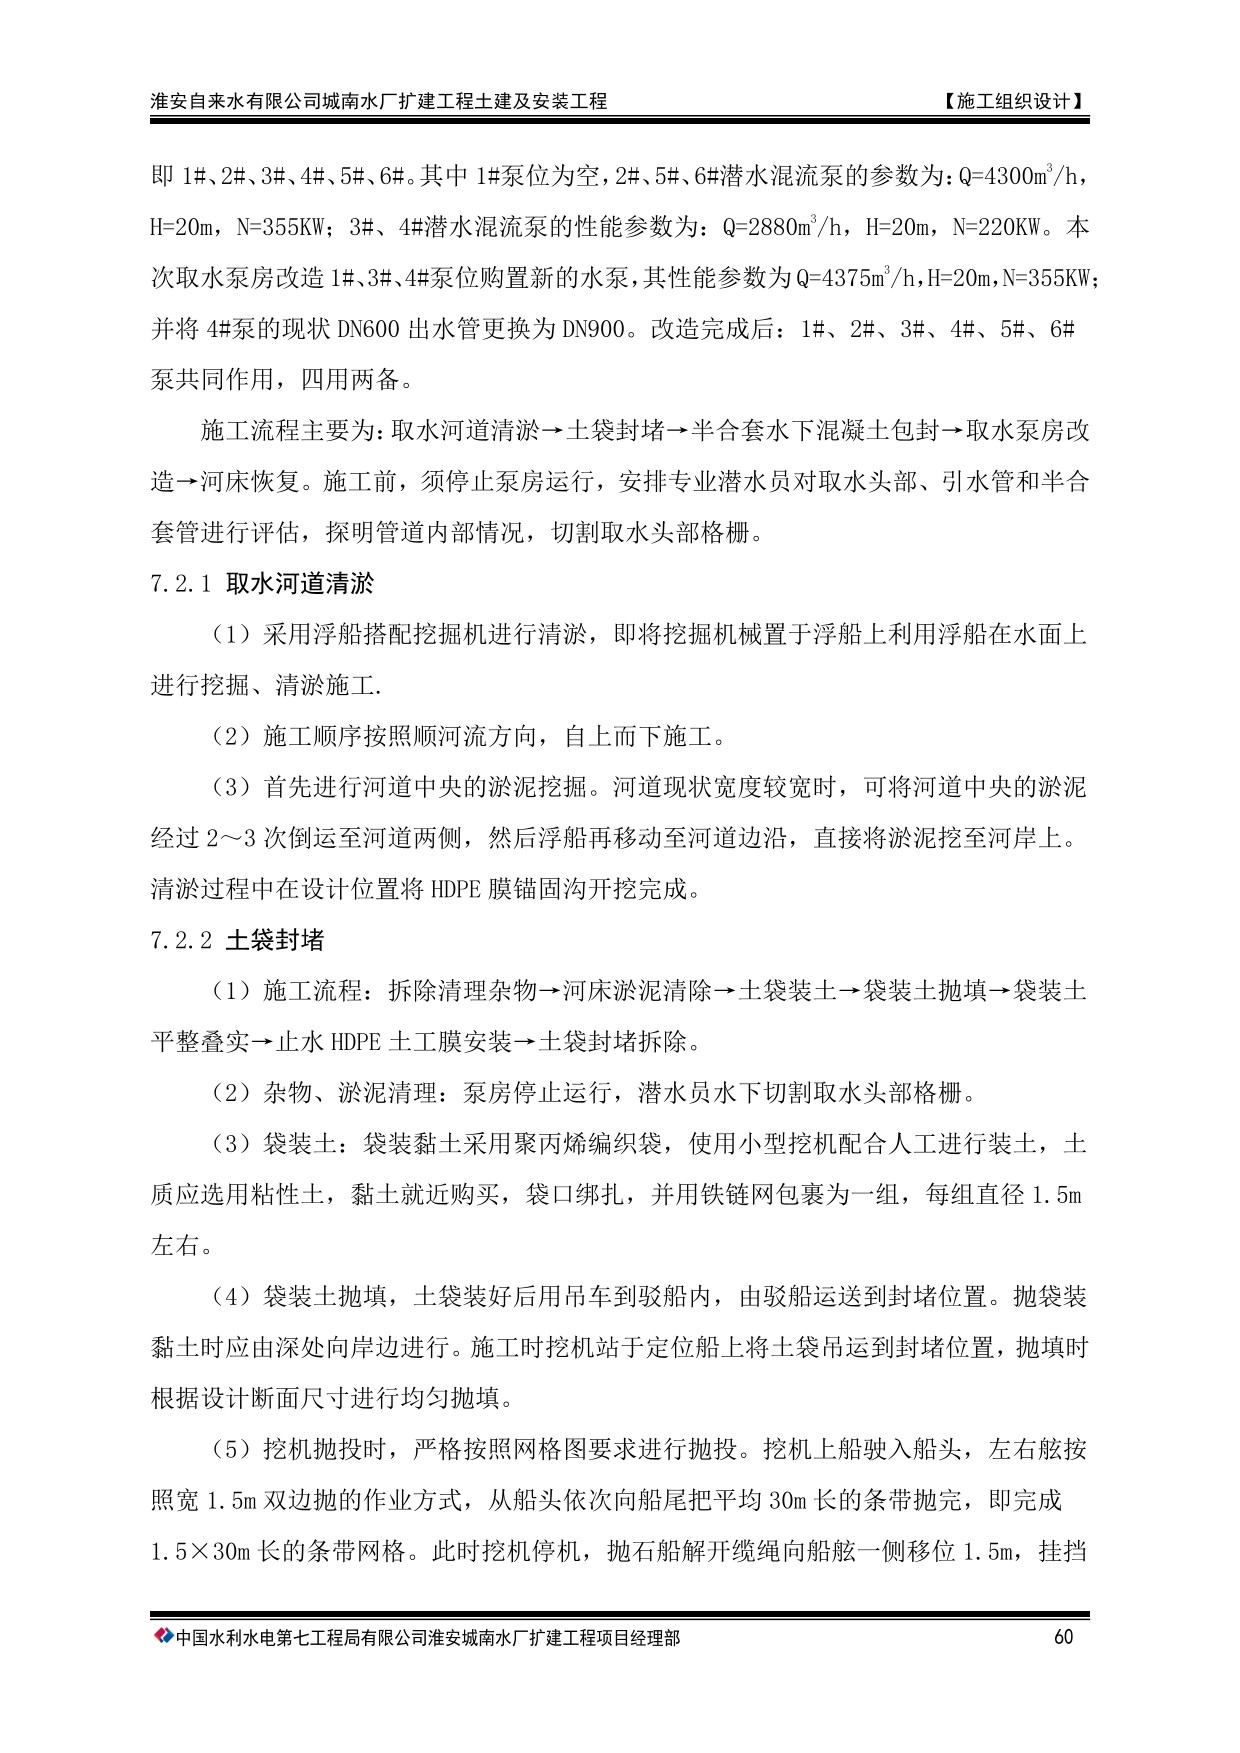 淮安自来水有限公司城南水厂扩建工程土建及安装工程 【施工组织设计】
即 1#、2#、3#、4#、5#、6#。其中 1#泵位为空，2#、5#、6#潜水混流泵的参数为：Q=4300m³/h，
H=20m，N=355KW；3#、4#潜水混流泵的性能参数为：Q=2880m³/h，H=20m，N=220KW。本
次取水泵房改造 1#、3#、4#泵位购置新的水泵，其性能参数为 Q=4375m³/h，H=20m，N=355KW；
并将 4#泵的现状 DN600 出水管更换为 DN900。改造完成后：1#、2#、3#、4#、5#、6#
泵共同作用，四用两备。
施工流程主要为：取水河道清淤→土袋封堵→半合套水下混凝土包封→取水泵房改
造→河床恢复。施工前，须停止泵房运行，安排专业潜水员对取水头部、引水管和半合
套管进行评估，探明管道内部情况，切割取水头部格栅。
7.2.1 取水河道清淤
（1）采用浮船搭配挖掘机进行清淤，即将挖掘机械置于浮船上利用浮船在水面上
进行挖掘、清淤施工.
（2）施工顺序按照顺河流方向，自上而下施工。
（3）首先进行河道中央的淤泥挖掘。河道现状宽度较宽时，可将河道中央的淤泥
经过 2～3 次倒运至河道两侧，然后浮船再移动至河道边沿，直接将淤泥挖至河岸上。
清淤过程中在设计位置将 HDPE 膜锚固沟开挖完成。
7.2.2 土袋封堵
（1）施工流程：拆除清理杂物→河床淤泥清除→土袋装土→袋装土抛填→袋装土
平整叠实→止水 HDPE 土工膜安装→土袋封堵拆除。
（2）杂物、淤泥清理：泵房停止运行，潜水员水下切割取水头部格栅。
（3）袋装土：袋装黏土采用聚丙烯编织袋，使用小型挖机配合人工进行装土，土
质应选用粘性土，黏土就近购买，袋口绑扎，并用铁链网包裹为一组，每组直径 1.5m
左右。
（4）袋装土抛填，土袋装好后用吊车到驳船内，由驳船运送到封堵位置。抛袋装
黏土时应由深处向岸边进行。施工时挖机站于定位船上将土袋吊运到封堵位置，抛填时
根据设计断面尺寸进行均匀抛填。
（5）挖机抛投时，严格按照网格图要求进行抛投。挖机上船驶入船头，左右舷按
照宽 1.5m 双边抛的作业方式，从船头依次向船尾把平均 30m 长的条带抛完，即完成
1.5×30m 长的条带网格。此时挖机停机，抛石船解开缆绳向船舷一侧移位 1.5m，挂挡
中国水利水电第七工程局有限公司淮安城南水厂扩建工程项目经理部 60